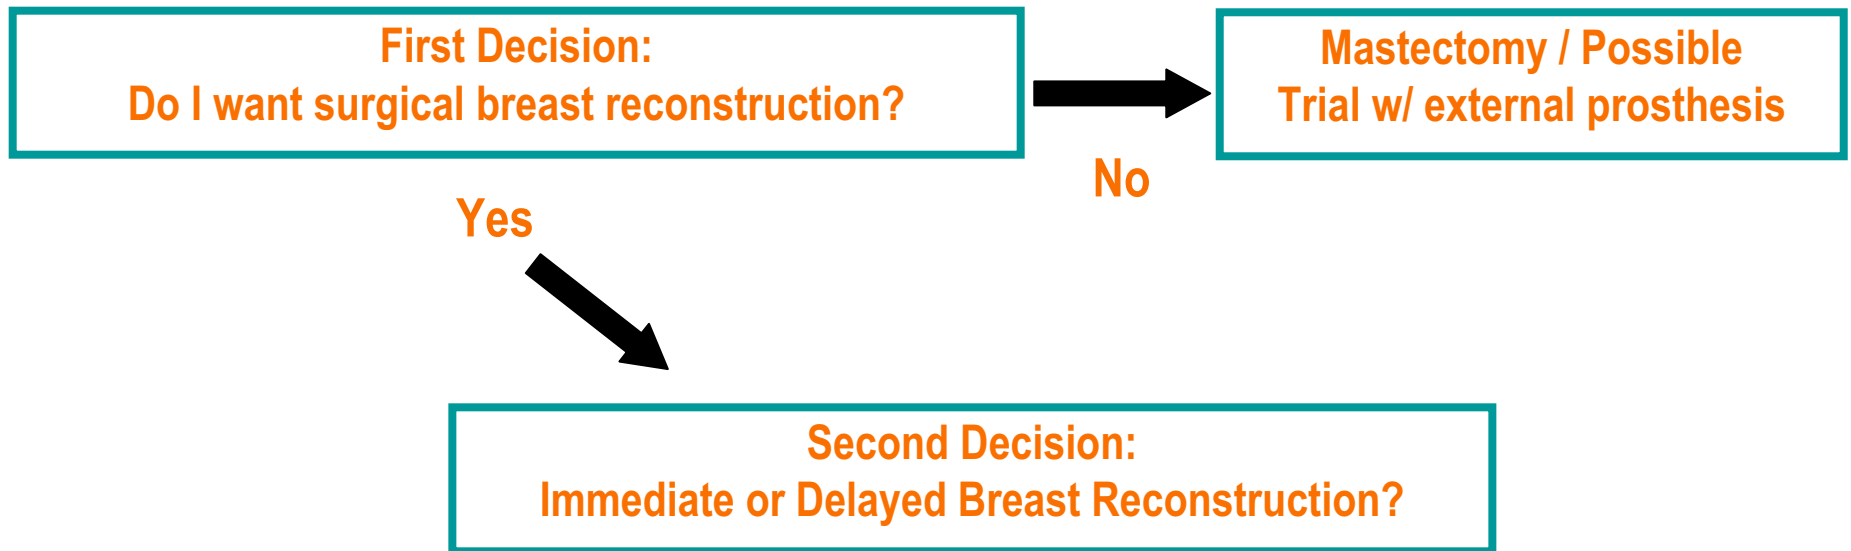 First Decision:
Do I want surgical breast reconstruction?
Mastectomy / Possible
Trial w/ external prosthesis
No
Yes
Second Decision:
Immediate or Delayed Breast Reconstruction?